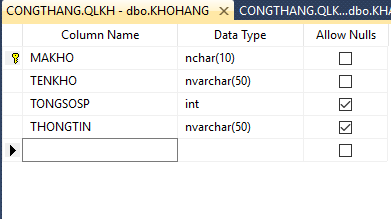 CONGTHANG.QLKH - dbo.KHOHANG CONGTHANG.QLK...dbo.KHA
Column Name Data Type Allow Nulls
MAKHO nchar(10)
TENKHO nvarchar(50)
TONGSOSP int
THONGTIN nvarchar(50)